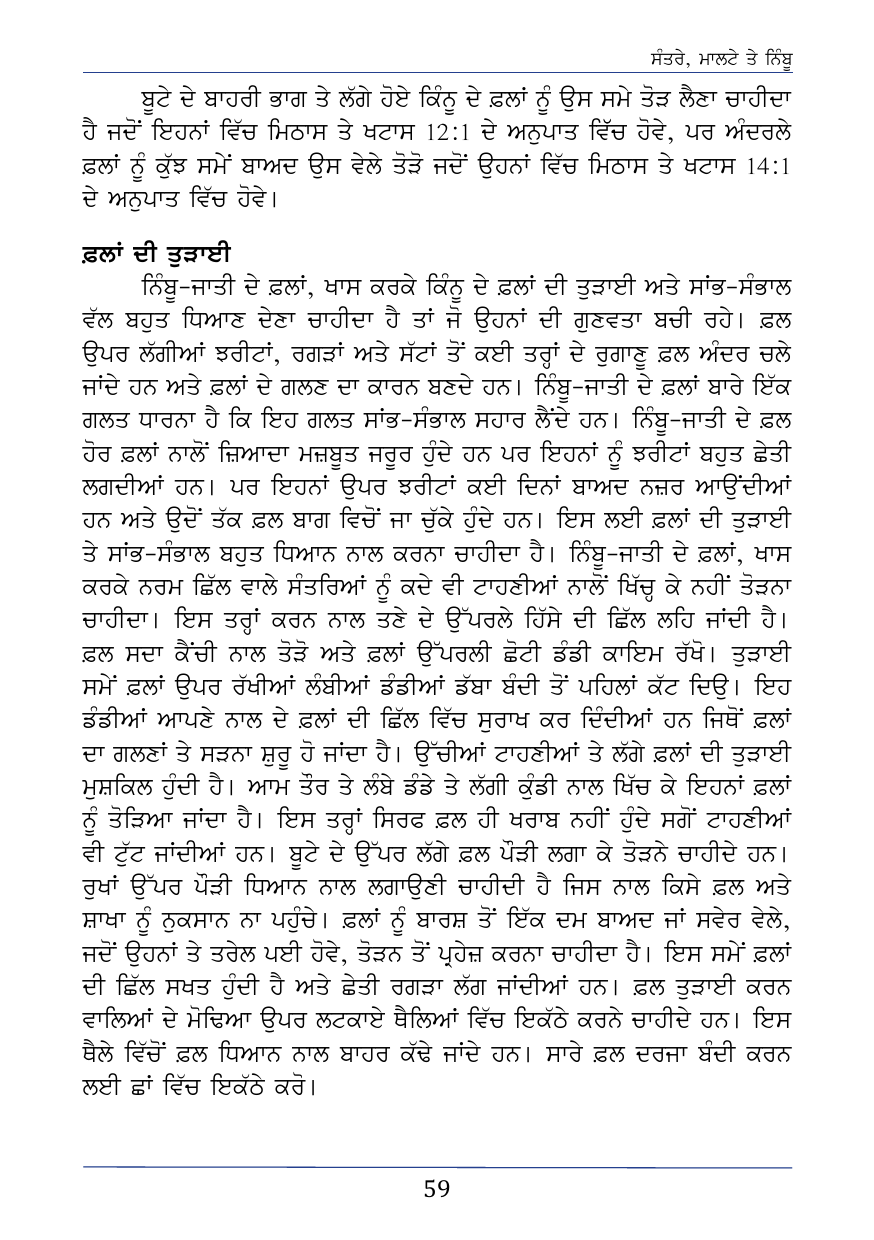 ਸੰਤਰੇ, ਮਾਲਟੇ ਤੇ ਨਿੰਬੂ
ਬੂਟੇ ਦੇ ਬਾਹਰੀ ਭਾਗ ਤੇ ਲੱਗੇ ਹੋਏ ਕਿੰਨੂ ਦੇ ਫ਼ਲਾਂ ਨੂੰ ਉਸ ਸਮੇ ਤੋੜ ਲੈਣਾ ਚਾਹੀਦਾ
ਹੈ ਜਦੋਂ ਇਹਨਾਂ ਵਿੱਚ ਮਿਠਾਸ ਤੇ ਖਟਾਸ 12:1 ਦੇ ਅਨੁਪਾਤ ਵਿੱਚ ਹੋਵੇ, ਪਰ ਅੰਦਰਲੇ
ਫ਼ਲਾਂ ਨੂੰ ਕੁੱਝ ਸਮੇਂ ਬਾਅਦ ਉਸ ਵੇਲੇ ਤੋੜੋ ਜਦੋਂ ਉਹਨਾਂ ਵਿੱਚ ਮਿਠਾਸ ਤੇ ਖਟਾਸ 14:1
ਦੇ ਅਨੁਪਾਤ ਵਿੱਚ ਹੋਵੇ।
ਫ਼ਲਾਂ ਦੀ ਤੁੜਾਈ
ਨਿੰਬੂ-ਜਾਤੀ ਦੇ ਫ਼ਲਾਂ, ਖਾਸ ਕਰਕੇ ਕਿੰਨੂ ਦੇ ਫ਼ਲਾਂ ਦੀ ਤੁੜਾਈ ਅਤੇ ਸਾਂਭ-ਸੰਭਾਲ
ਵੱਲ ਬਹੁਤ ਧਿਆਣ ਦੇਣਾ ਚਾਹੀਦਾ ਹੈ ਤਾਂ ਜੋ ਉਹਨਾਂ ਦੀ ਗੁਣਵਤਾ ਬਚੀ ਰਹੇ। ਫ਼ਲ
ਉਪਰ ਲੱਗੀਆਂ ਝਰੀਟਾਂ, ਰਗੜਾਂ ਅਤੇ ਸੱਟਾਂ ਤੋਂ ਕਈ ਤਰ੍ਹਾਂ ਦੇ ਰੁਗਾਣੂ ਫ਼ਲ ਅੰਦਰ ਚਲੇ
ਜਾਂਦੇ ਹਨ ਅਤੇ ਫ਼ਲਾਂ ਦੇ ਗਲਣ ਦਾ ਕਾਰਨ ਬਣਦੇ ਹਨ। ਨਿੰਬੂ-ਜਾਤੀ ਦੇ ਫ਼ਲਾਂ ਬਾਰੇ ਇੱਕ
ਗਲਤ ਧਾਰਨਾ ਹੈ ਕਿ ਇਹ ਗਲਤ ਸਾਂਭ-ਸੰਭਾਲ ਸਹਾਰ ਲੈਂਦੇ ਹਨ। ਨਿੰਬੂ-ਜਾਤੀ ਦੇ ਫ਼ਲ
ਹੋਰ ਫ਼ਲਾਂ ਨਾਲੋਂ ਜ਼ਿਆਦਾ ਮਜ਼ਬੂਤ ਜਰੂਰ ਹੁੰਦੇ ਹਨ ਪਰ ਇਹਨਾਂ ਨੂੰ ਝਰੀਟਾਂ ਬਹੁਤ ਛੇਤੀ
ਲਗਦੀਆਂ ਹਨ। ਪਰ ਇਹਨਾਂ ਉਪਰ ਝਰੀਟਾਂ ਕਈ ਦਿਨਾਂ ਬਾਅਦ ਨਜ਼ਰ ਆਉਂਦੀਆਂ
ਹਨ ਅਤੇ ਉਦੋਂ ਤੱਕ ਫ਼ਲ ਬਾਗ ਵਿਚੋਂ ਜਾ ਚੁੱਕੇ ਹੁੰਦੇ ਹਨ। ਇਸ ਲਈ ਫ਼ਲਾਂ ਦੀ ਤੁੜਾਈ
ਤੇ ਸਾਂਭ-ਸੰਭਾਲ ਬਹੁਤ ਧਿਆਨ ਨਾਲ ਕਰਨਾ ਚਾਹੀਦਾ ਹੈ। ਨਿੰਬੂ-ਜਾਤੀ ਦੇ ਫ਼ਲਾਂ, ਖਾਸ
ਕਰਕੇ ਨਰਮ ਛਿੱਲ ਵਾਲੇ ਸੰਤਰਿਆਂ ਨੂੰ ਕਦੇ ਵੀ ਟਾਹਣੀਆਂ ਨਾਲੋਂ ਖਿੱਚ੍ਹ ਕੇ ਨਹੀਂ ਤੋੜਨਾ
ਚਾਹੀਦਾ। ਇਸ ਤਰ੍ਹਾਂ ਕਰਨ ਨਾਲ ਤਣੇ ਦੇ ਉੱਪਰਲੇ ਹਿੱਸੇ ਦੀ ਛਿੱਲ ਲਹਿ ਜਾਂਦੀ ਹੈ।
ਫ਼ਲ ਸਦਾ ਕੈਂਚੀ ਨਾਲ ਤੋੜੋ ਅਤੇ ਫ਼ਲਾਂ ਉੱਪਰਲੀ ਛੋਟੀ ਡੰਡੀ ਕਾਇਮ ਰੱਖੋ। ਤੁੜਾਈ
ਸਮੇਂ ਫ਼ਲਾਂ ਉਪਰ ਰੱਖੀਆਂ ਲੰਬੀਆਂ ਡੰਡੀਆਂ ਡੱਬਾ ਬੰਦੀ ਤੋਂ ਪਹਿਲਾਂ ਕੱਟ ਦਿਉ। ਇਹ
ਡੰਡੀਆਂ ਆਪਣੇ ਨਾਲ ਦੇ ਫ਼ਲਾਂ ਦੀ ਛਿੱਲ ਵਿੱਚ ਸੁਰਾਖ ਕਰ ਦਿੰਦੀਆਂ ਹਨ ਜਿਥੋਂ ਫ਼ਲਾਂ
ਦਾ ਗਲਣਾਂ ਤੇ ਸੜਨਾ ਸ਼ੁਰੂ ਹੋ ਜਾਂਦਾ ਹੈ। ਉੱਚੀਆਂ ਟਾਹਣੀਆਂ ਤੇ ਲੱਗੇ ਫ਼ਲਾਂ ਦੀ ਤੁੜਾਈ
ਮੁਸ਼ਕਿਲ ਹੁੰਦੀ ਹੈ। ਆਮ ਤੌਰ ਤੇ ਲੰਬੇ ਡੰਡੇ ਤੇ ਲੱਗੀ ਕੁੰਡੀ ਨਾਲ ਖਿੱਚ ਕੇ ਇਹਨਾਂ ਫ਼ਲਾਂ
ਨੂੰ ਤੋੜਿਆ ਜਾਂਦਾ ਹੈ। ਇਸ ਤਰ੍ਹਾਂ ਸਿਰਫ ਫ਼ਲ ਹੀ ਖਰਾਬ ਨਹੀਂ ਹੁੰਦੇ ਸਗੋਂ ਟਾਹਣੀਆਂ
ਵੀ ਟੁੱਟ ਜਾਂਦੀਆਂ ਹਨ। ਬੂਟੇ ਦੇ ਉੱਪਰ ਲੱਗੇ ਫ਼ਲ ਪੌੜੀ ਲਗਾ ਕੇ ਤੋੜਨੇ ਚਾਹੀਦੇ ਹਨ।
ਰੁਖਾਂ ਉੱਪਰ ਪੌੜੀ ਧਿਆਨ ਨਾਲ ਲਗਾਉਣੀ ਚਾਹੀਦੀ ਹੈ ਜਿਸ ਨਾਲ ਕਿਸੇ ਫ਼ਲ ਅਤੇ
ਸ਼ਾਖਾ ਨੂੰ ਨੁਕਸਾਨ ਨਾ ਪਹੁੰਚੇ। ਫ਼ਲਾਂ ਨੂੰ ਬਾਰਸ਼ ਤੋਂ ਇੱਕ ਦਮ ਬਾਅਦ ਜਾਂ ਸਵੇਰ ਵੇਲੇ,
ਜਦੋਂ ਉਹਨਾਂ ਤੇ ਤਰੇਲ ਪਈ ਹੋਵੇ, ਤੋੜਨ ਤੋਂ ਪ੍ਰਹੇਜ਼ ਕਰਨਾ ਚਾਹੀਦਾ ਹੈ। ਇਸ ਸਮੇਂ ਫ਼ਲਾਂ
ਦੀ ਛਿੱਲ ਸਖਤ ਹੁੰਦੀ ਹੈ ਅਤੇ ਛੇਤੀ ਰਗੜਾ ਲੱਗ ਜਾਂਦੀਆਂ ਹਨ। ਫ਼ਲ ਤੁੜਾਈ ਕਰਨ
ਵਾਲਿਆਂ ਦੇ ਮੋਢਿਆ ਉਪਰ ਲਟਕਾਏ ਥੈਲਿਆਂ ਵਿੱਚ ਇਕੱਠੇ ਕਰਨੇ ਚਾਹੀਦੇ ਹਨ। ਇਸ
ਥੈਲੇ ਵਿੱਚੋਂ ਫ਼ਲ ਧਿਆਨ ਨਾਲ ਬਾਹਰ ਕੱਢੇ ਜਾਂਦੇ ਹਨ। ਸਾਰੇ ਫ਼ਲ ਦਰਜਾ ਬੰਦੀ ਕਰਨ
ਲਈ ਛਾਂ ਵਿੱਚ ਇਕੱਠੇ ਕਰੋ।
59